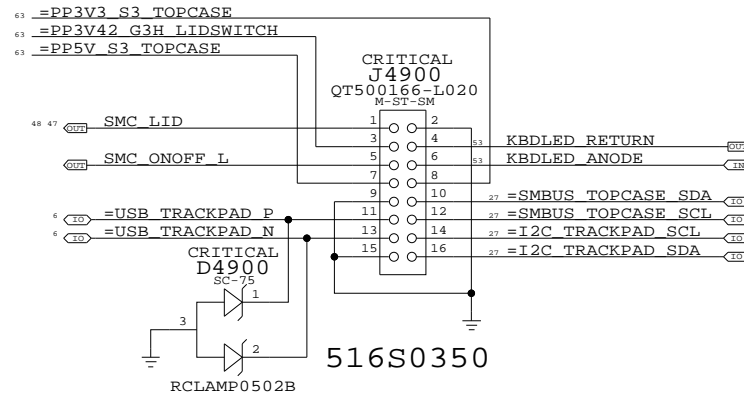 63 =PP3V3_S3_TOPCASE
63 =PP3V42_G3H_LIDSWITCH
63 =PP5V_S3_TOPCASE
CRITICAL
J4900
QT500166-L020
M-ST-SM
48 47 OUT SMC_LID 1 2
3 4 53 KBDLED_RETURN OUT
OUT SMC_ONOFF_L 5 6 53 KBDLED_ANODE IN
7 8
9 10 27 =SMBUS_TOPCASE_SDA IO
6 IO =USB_TRACKPAD_P 11 12 27 =SMBUS_TOPCASE_SCL IO
6 IO =USB_TRACKPAD_N 13 14 27 =I2C_TRACKPAD_SCL IO
15 16 27 =I2C_TRACKPAD_SDA IO
CRITICAL
D4900
SC-75
1
3
2
516S0350
RCLAMP0502B